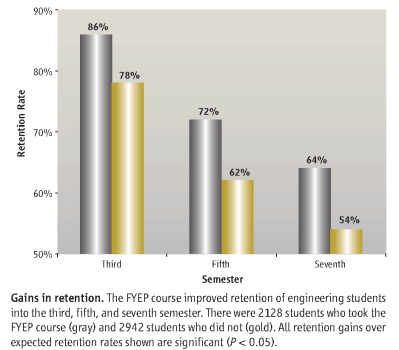 90%
86%
80%
78%
72%
70%
62%
64%
60%
54%
50%
Retention Rate
Third
Fifth
Seventh
Semester
Gains in retention. The FYEP course improved retention of engineering students
into the third, fifth, and seventh semester. There were 2128 students who took the
FYEP course (gray) and 2942 students who did not (gold). All retention gains over
expected retention rates shown are significant (P < 0.05).